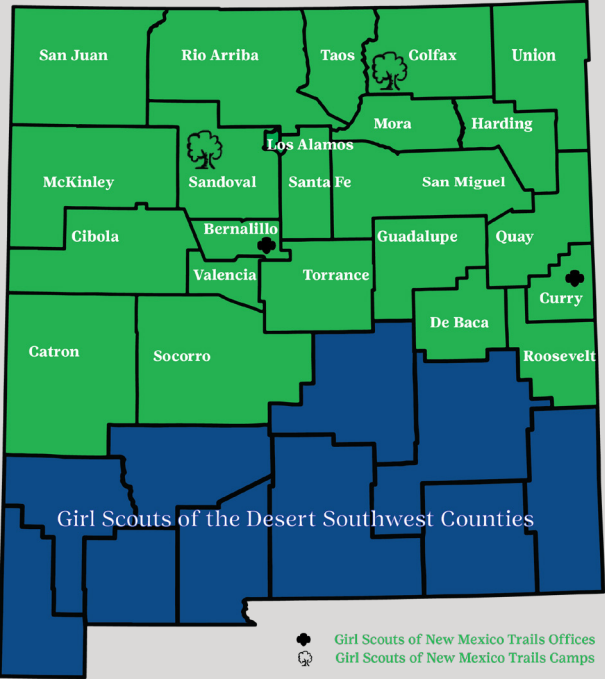 San Juan
Rio Arriba
Taos
Colfax
Union
Mora
Harding
Los Alamos
McKinley
Sandoval
Santa Fe
San Miguel
Cibola
Bernalillo
Guadalupe
Quay
Valencia
Torrance
Curry
De Baca
Catron
Socorro
Roosevelt
Girl Scouts of the Desert Southwest Counties
Girl Scouts of New Mexico Trails Offices
Girl Scouts of New Mexico Trails Camps